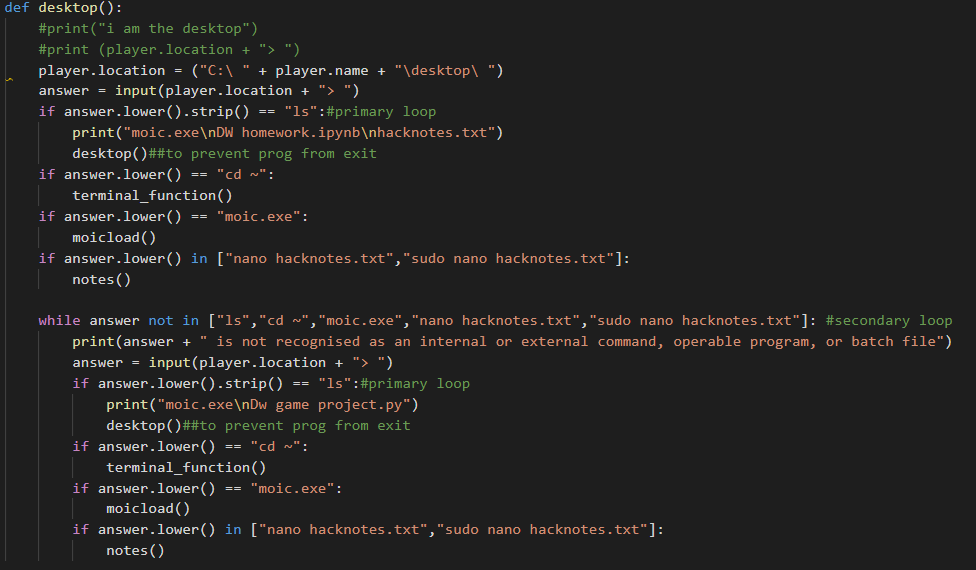 def desktop():
    #print("i am the desktop")
    #print (player.location + "> ")
    player.location = ("C:\ " + player.name + "\desktop\ ")
    answer = input(player.location + "> ")
    if answer.lower().strip() == "ls":#primary loop
        print("moic.exe\nDW homework.ipynb\nhacknotes.txt")
        desktop()##to prevent prog from exit
    if answer.lower() == "cd ~":
        terminal_function()
    if answer.lower() == "moic.exe":
        moicload()
    if answer.lower() in ["nano hacknotes.txt","sudo nano hacknotes.txt"]:
        notes()

    while answer not in ["ls","cd ~","moic.exe","nano hacknotes.txt","sudo nano hacknotes.txt"]: #secondary loop
        print(answer + " is not recognised as an internal or external command, operable program, or batch file")
        answer = input(player.location + "> ")
        if answer.lower().strip() == "ls":#primary loop
            print("moic.exe\nDw game project.py")
            desktop()##to prevent prog from exit
        if answer.lower() == "cd ~":
            terminal_function()
        if answer.lower() == "moic.exe":
            moicload()
        if answer.lower() in ["nano hacknotes.txt","sudo nano hacknotes.txt"]:
            notes()